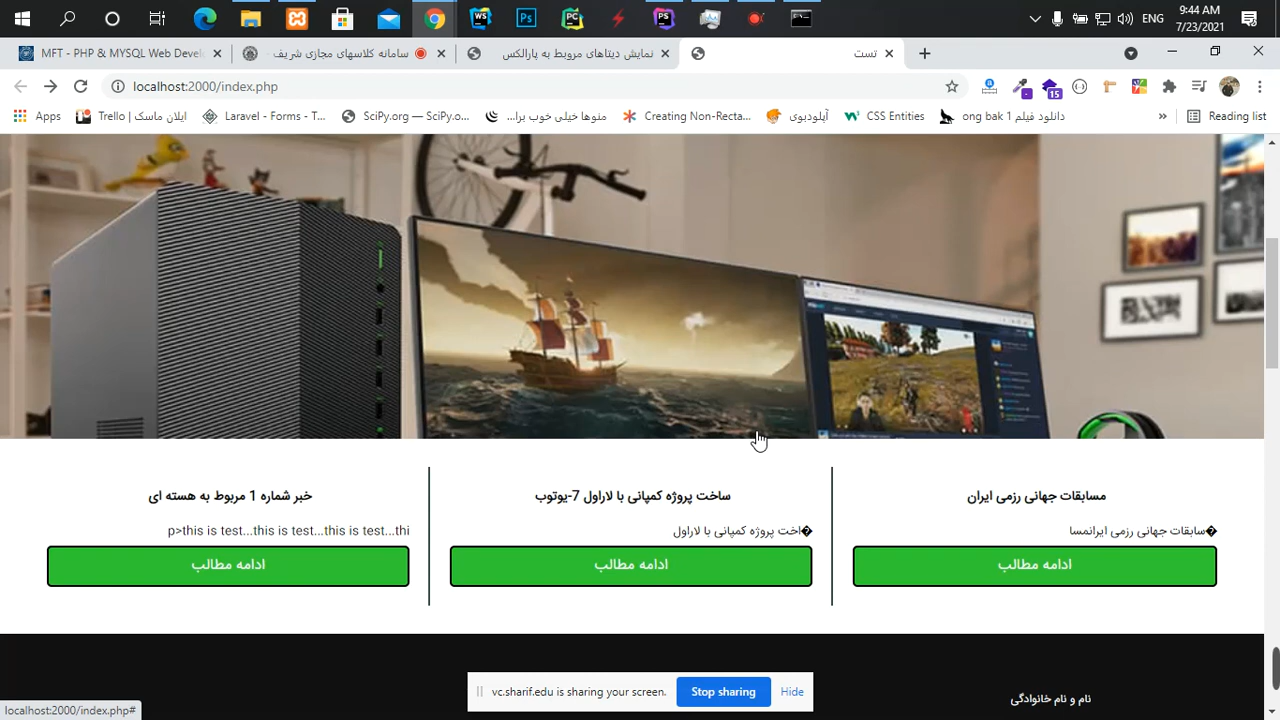 9:44 AM
ENG
7/23/2021
MFT - PHP & MYSQL Web Devel
سامانه کلاسهای مجازی شریف
نمایش دیتاهای مربوط به پارالکس
تست
localhost:2000/index.php
15
Apps
ایلان ماسک | Trello
Laravel - Forms - T...
SciPy.org — SciPy.o...
منوها خیلی خوب برا...
Creating Non-Recta...
آپلودبوی
CSS Entities
دانلود فیلم ong bak 1
»
Reading list
مسابقات جهانی رزمی ایران
ساخت پروژه کمپانی با لاراول 7-یوتوب
خبر شماره 1 مربوط به هسته ای
�سابقات جهانی رزمی ایرانمسا
�اخت پروژه کمپانی با لاراول
p>this is test...this is test...this is test...thi
ادامه مطالب
ادامه مطالب
ادامه مطالب
نام و نام خانوادگی
vc.sharif.edu is sharing your screen.
Stop sharing
Hide
localhost:2000/index.php#